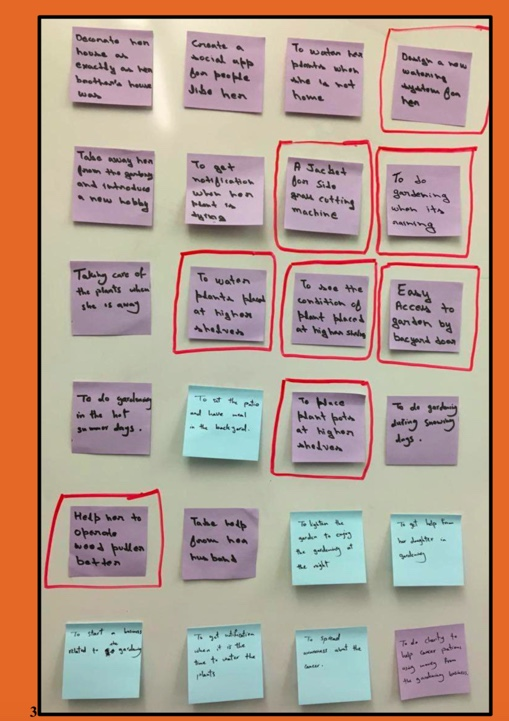 Decorate her
house as
exactly as her
brother's house
was
Create a
social app
for people
like her
To water her
plants when
she is not
home
Design a new
watering
system for
her
Take away her
from the
and introduce
a new hobby
To get
notification
when her
plant is
dying
A Jacket
for side
grass cutting
machine
To do
gardening
when its
raining
Taking care of
the plants when
she is away
To water
plants placed
at higher
shelves
To see the
condition of
plant placed
at higher shelves
Easy
Access to
garden by
bacyard door
To do gardening
in the hot
summer days.
To sit the patio
and have meal
in the backyard.
To place
plant pots
at higher
shelves
To do gardening
during snowing
days.
Help her to
operate
weed puller
better
Take help
from her
husband
To lighten the
garden to enjoy
the gardening at
the night
To get help from
her daughter in
gardening
To start a business
related to gardening
To get notification
when it is the
time to water the
plants
To spread
awareness about the
cancer.
To do charity to
help cancer patients
using money from
the gardening business
3